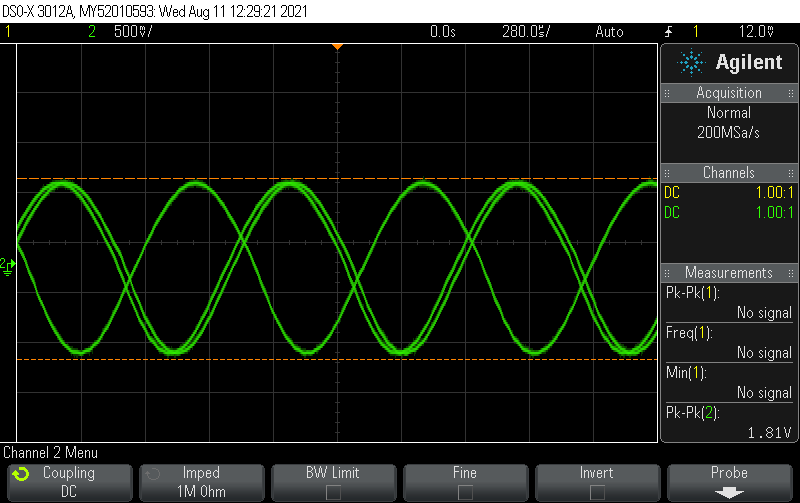 DSO-X 3012A, MY52010593: Wed Aug 11 12:29:21 2021
1 2 500mV/ 0.0s 280.0µs/ Auto 1 12.0mV
Agilent
Acquisition
Normal
200MSa/s
Channels
DC 1.00:1
DC 1.00:1
2
Measurements
Pk-Pk(1):
No signal
Freq(1):
No signal
Min(1):
No signal
Pk-Pk(2):
1.81V
Channel 2 Menu
Coupling
DC
Imped
1M Ohm
BW Limit
Fine
Invert
Probe